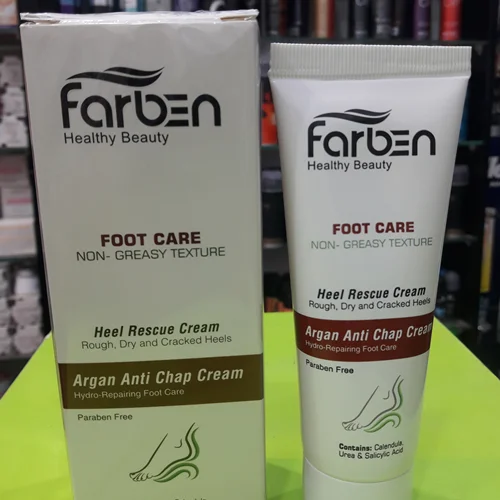 farben
Healthy Beauty
FOOT CARE
NON- GREASY TEXTURE
Heel Rescue Cream
Rough, Dry and Cracked Heels
Argan Anti Chap Cream
Hydro-Repairing Foot Care
Paraben Free
farben
Healthy Beauty
FOOT CARE
NON- GREASY TEXTURE
Heel Rescue Cream
Rough, Dry and Cracked Heels
Argan Anti Chap Cream
Hydro-Repairing Foot Care
Paraben Free
Contains: Calendula,
Urea & Salicylic Acid